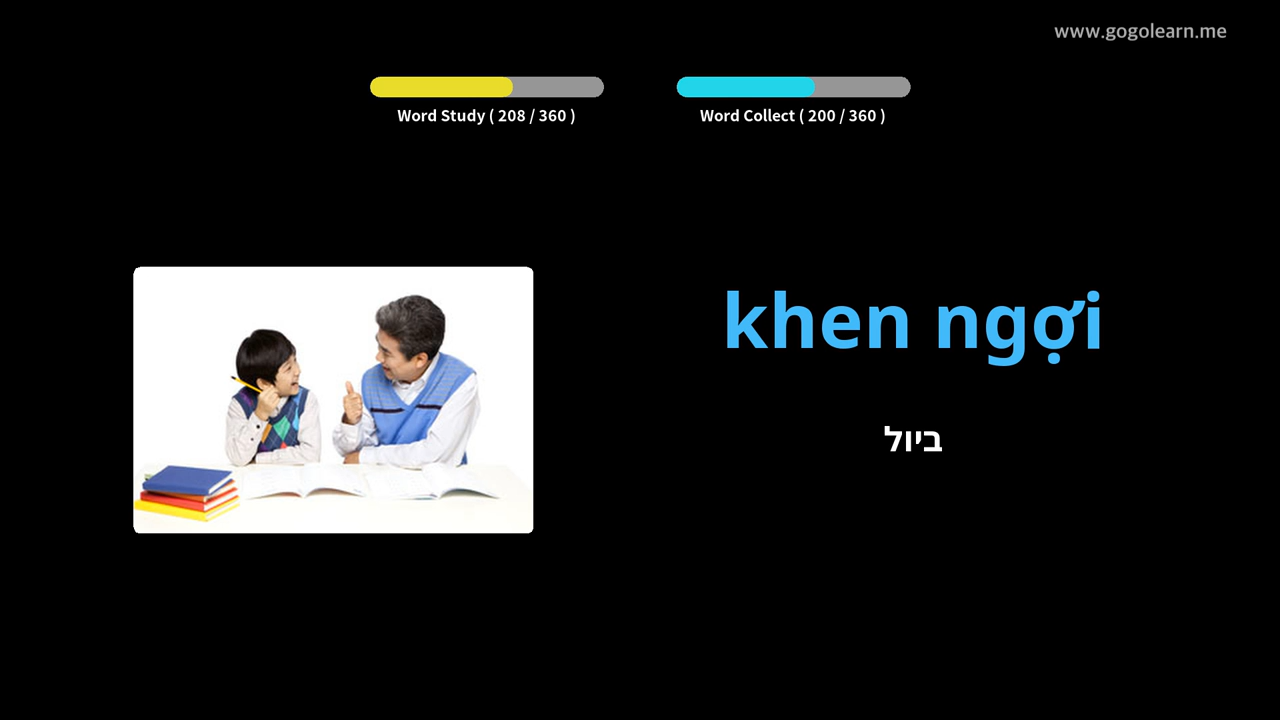 www.gogolearn.me
Word Study ( 208 / 360 )
Word Collect ( 200 / 360 )
khen ngợi
ביול